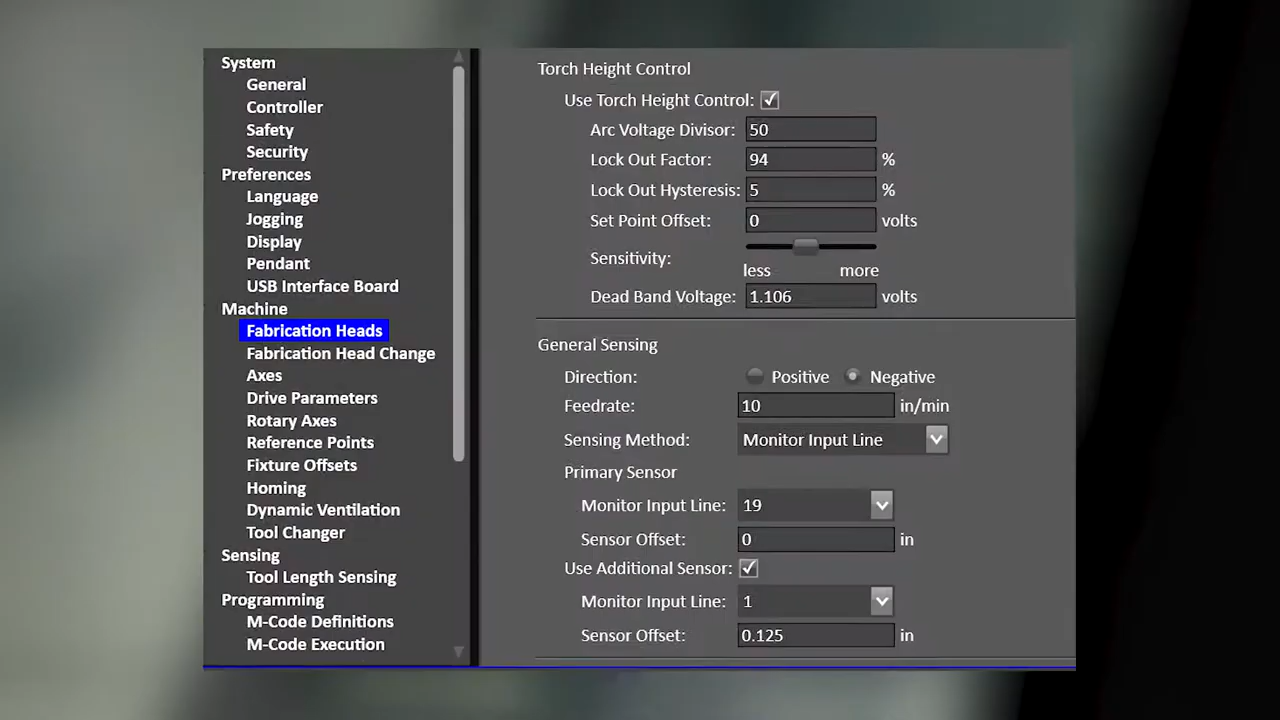 System
General
Controller
Safety
Security
Preferences
Language
Jogging
Display
Pendant
USB Interface Board
Machine
Fabrication Heads
Fabrication Head Change
Axes
Drive Parameters
Rotary Axes
Reference Points
Fixture Offsets
Homing
Dynamic Ventilation
Tool Changer
Sensing
Tool Length Sensing
Programming
M-Code Definitions
M-Code Execution
Torch Height Control
Use Torch Height Control:
Arc Voltage Divisor: 50
Lock Out Factor: 94 %
Lock Out Hysteresis: 5 %
Set Point Offset: 0 volts
Sensitivity:
less more
Dead Band Voltage: 1.106 volts
General Sensing
Direction: Positive Negative
Feedrate: 10 in/min
Sensing Method: Monitor Input Line
Primary Sensor
Monitor Input Line: 19
Sensor Offset: 0 in
Use Additional Sensor:
Monitor Input Line: 1
Sensor Offset: 0.125 in